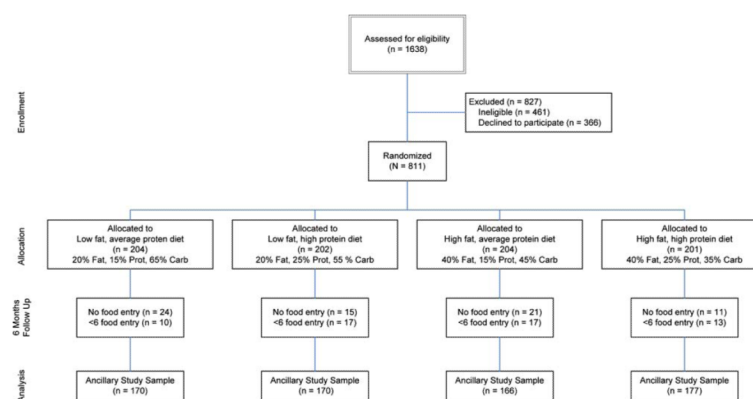 Assessed for eligibility
(n = 1638)
Enrollment
Excluded (n = 827)
Ineligible (n = 461)
Declined to participate (n = 366)
Randomized
(N = 811)
Allocation
Allocated to
Low fat, average proten diet
(n = 204)
20% Fat, 15% Prot, 65% Carb
Allocated to
Low fat, high protein diet
(n = 202)
20% Fat, 25% Prot, 55 % Carb
Allocated to
High fat, average protein diet
(n = 204)
40% Fat, 15% Prot, 45% Carb
Allocated to
High fat, high protein diet
(n = 201)
40% Fat, 25% Prot, 35% Carb
6 Months
Follow Up
No food entry (n = 24)
<6 food entry (n = 10)
No food entry (n = 15)
<6 food entry (n = 17)
No food entry (n = 21)
<6 food entry (n = 17)
No food entry (n = 11)
<6 food entry (n = 13)
Analysis
Ancillary Study Sample
(n = 170)
Ancillary Study Sample
(n = 170)
Ancillary Study Sample
(n = 166)
Ancillary Study Sample
(n = 177)